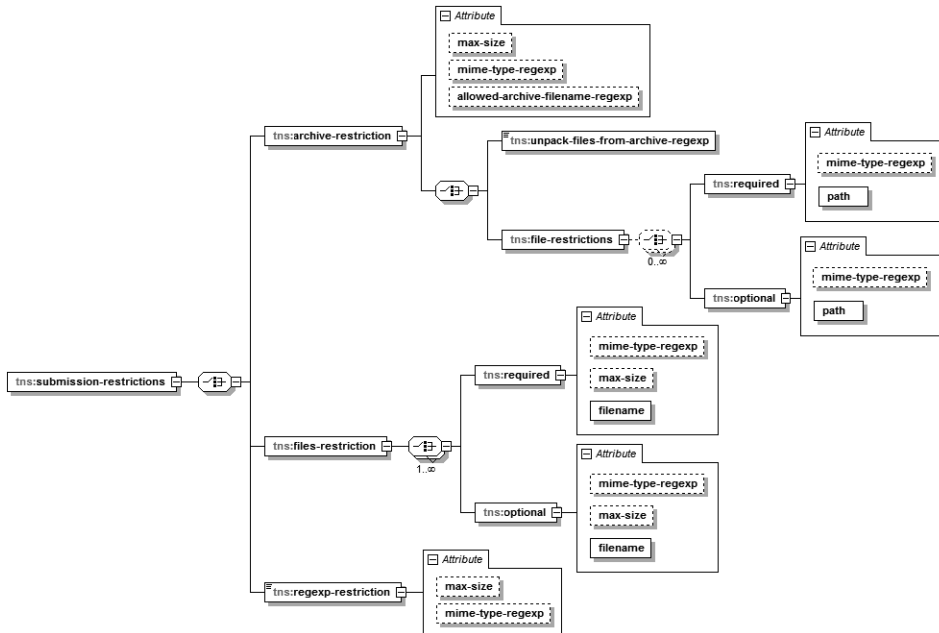 Attribute
max-size
mime-type-regexp
allowed-archive-filename-regexp
tns:archive-restriction
tns:unpack-files-from-archive-regexp
Attribute
mime-type-regexp
tns:required
path
tns:file-restrictions
0..∞
Attribute
mime-type-regexp
tns:optional
path
Attribute
mime-type-regexp
tns:required
max-size
filename
tns:submission-restrictions
tns:files-restriction
1..∞
Attribute
mime-type-regexp
tns:optional
max-size
filename
Attribute
max-size
tns:regexp-restriction
mime-type-regexp